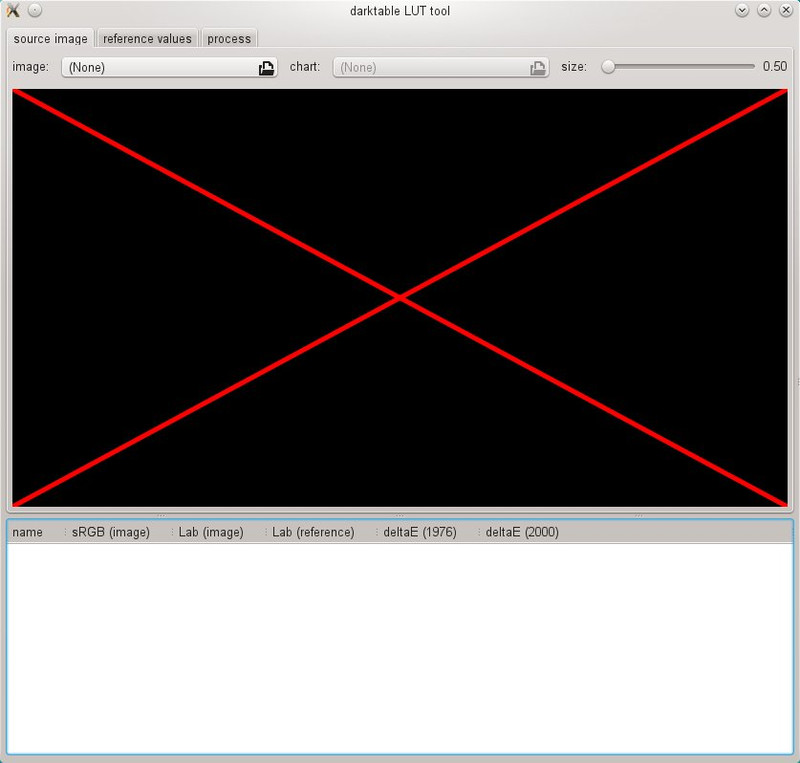 darktable LUT tool
source image reference values process
image: (None) chart: (None) size: 0.50
name sRGB (image) Lab (image) Lab (reference) deltaE (1976) deltaE (2000)